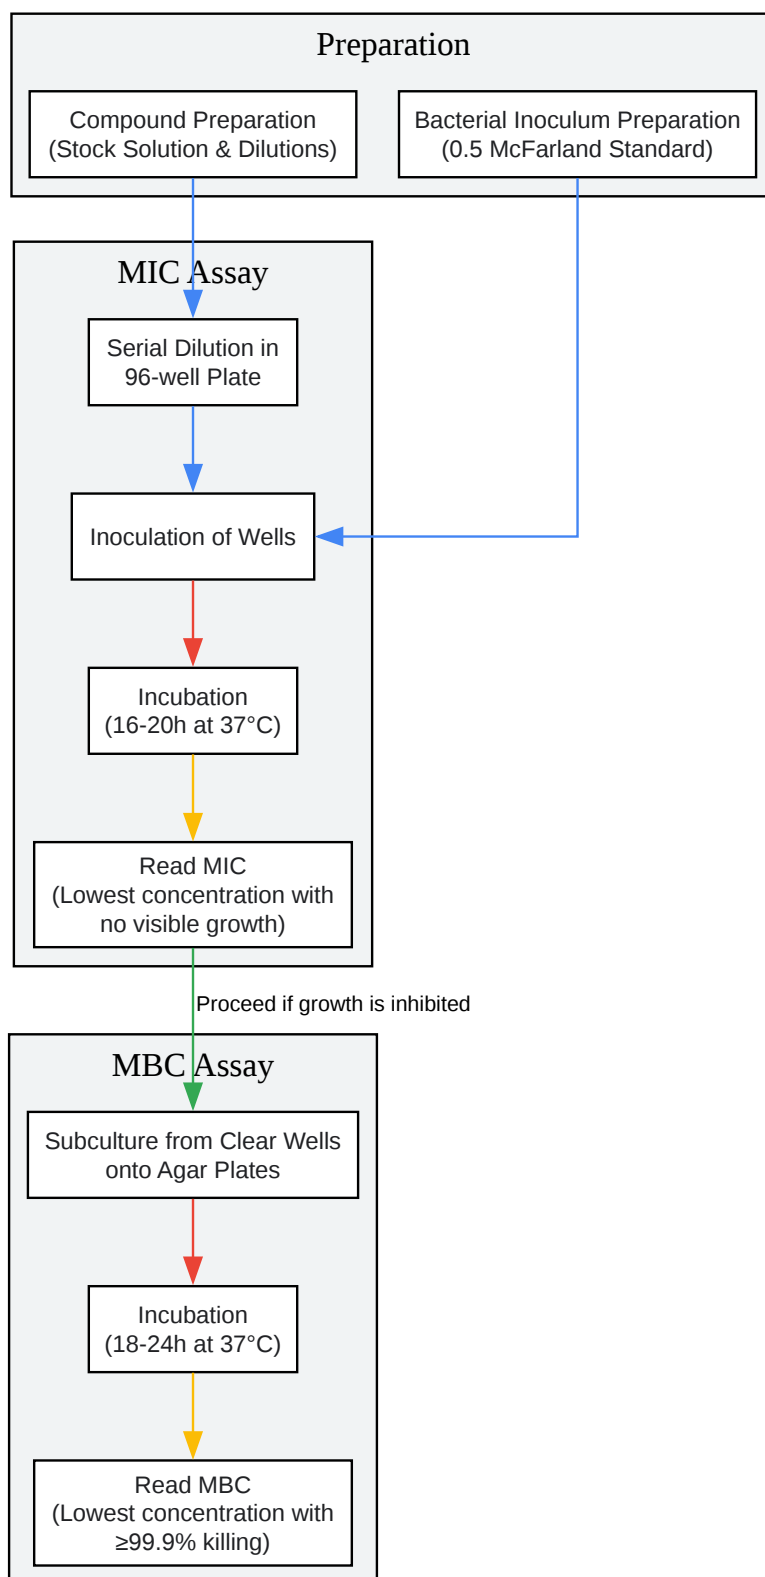 Preparation
Compound Preparation
(Stock Solution & Dilutions)
Bacterial Inoculum Preparation
(0.5 McFarland Standard)
MIC Assay
Serial Dilution in
96-well Plate
Inoculation of Wells
Incubation
(16-20h at 37°C)
Read MIC
(Lowest concentration with
no visible growth)
Proceed if growth is inhibited
MBC Assay
Subculture from Clear Wells
onto Agar Plates
Incubation
(18-24h at 37°C)
Read MBC
(Lowest concentration with
≥99.9% killing)